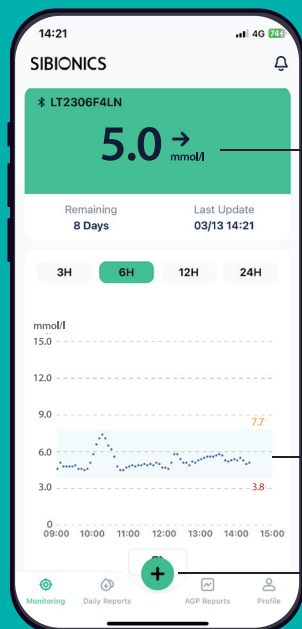 14:21
4G 74
SIBIONICS
LT2306F4LN
5.0 → mmol/l
Remaining Last Update
8 Days 03/13 14:21
3H 6H 12H 24H
mmol/l
15.0
12.0
9.0
7.7
6.0
3.0
3.8
0
09:00 10:00 11:00 12:00 13:00 14:00 15:00
+
Monitoring Daily Reports AGP Reports Profile